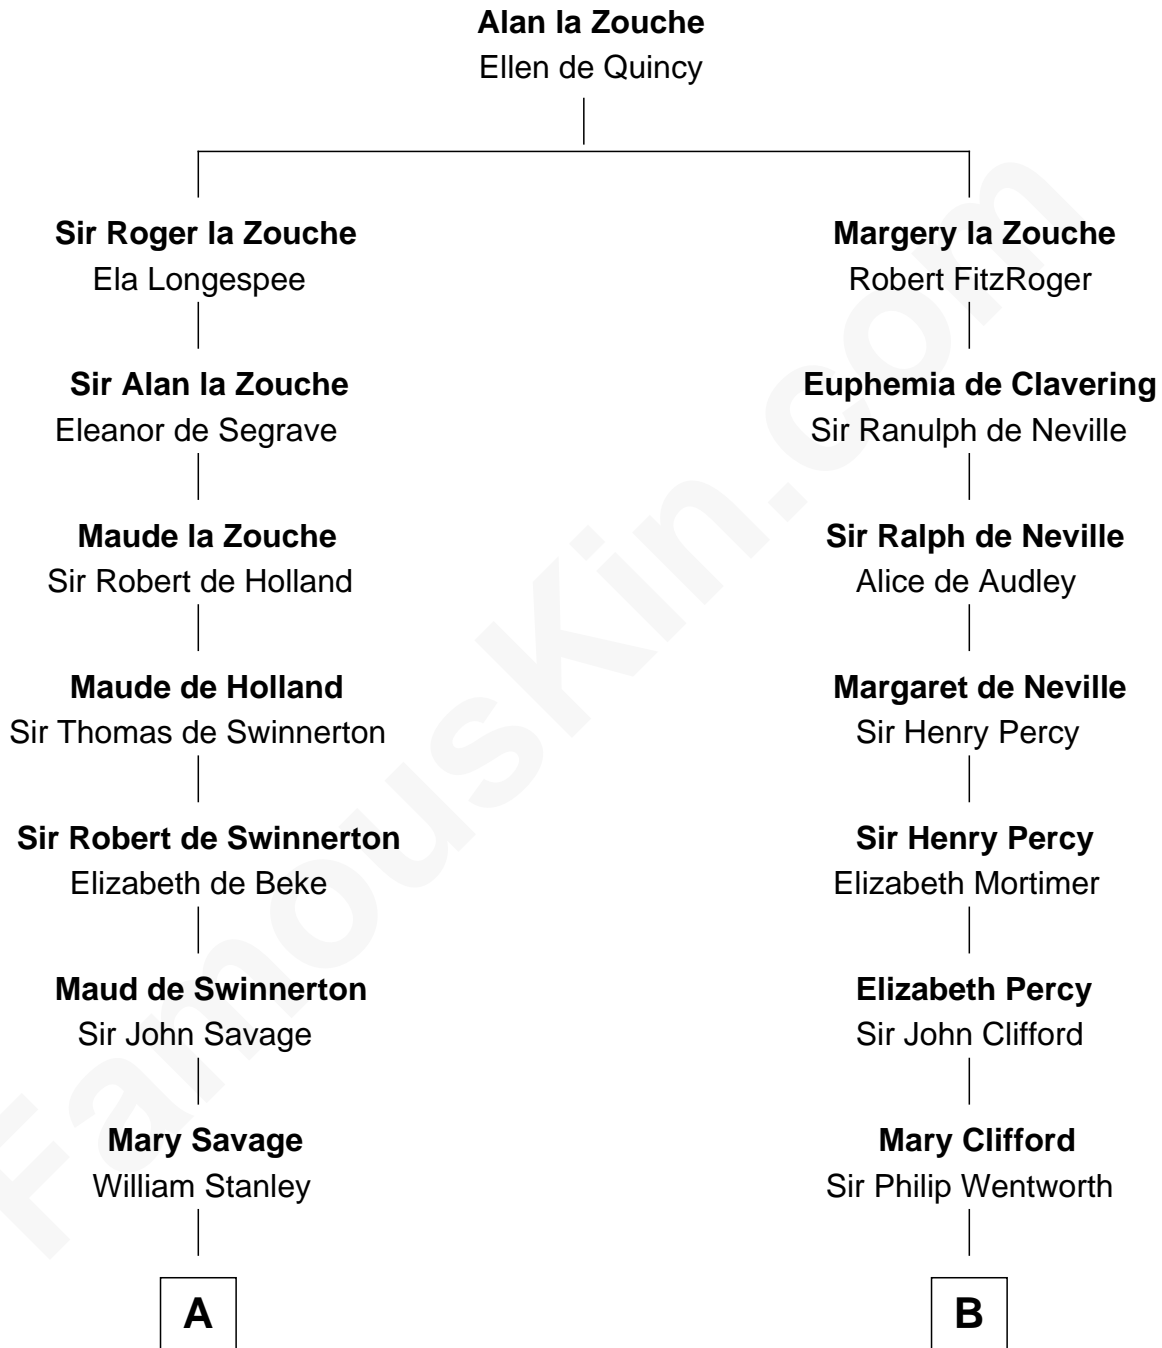 Alan la Zouche
Ellen de Quincy
Sir Roger la Zouche
Ela Longespee
Margery la Zouche
Robert FitzRoger
Sir Alan la Zouche
Eleanor de Segrave
Euphemia de Clavering
Sir Ranulph de Neville
Maude la Zouche
Sir Robert de Holland
Sir Ralph de Neville
Alice de Audley
Maude de Holland
Sir Thomas de Swinnerton
Margaret de Neville
Sir Henry Percy
Sir Robert de Swinnerton
Elizabeth de Beke
Sir Henry Percy
Elizabeth Mortimer
Maud de Swinnerton
Sir John Savage
Elizabeth Percy
Sir John Clifford
Mary Savage
William Stanley
Mary Clifford
Sir Philip Wentworth
A
B
FamousKin.com